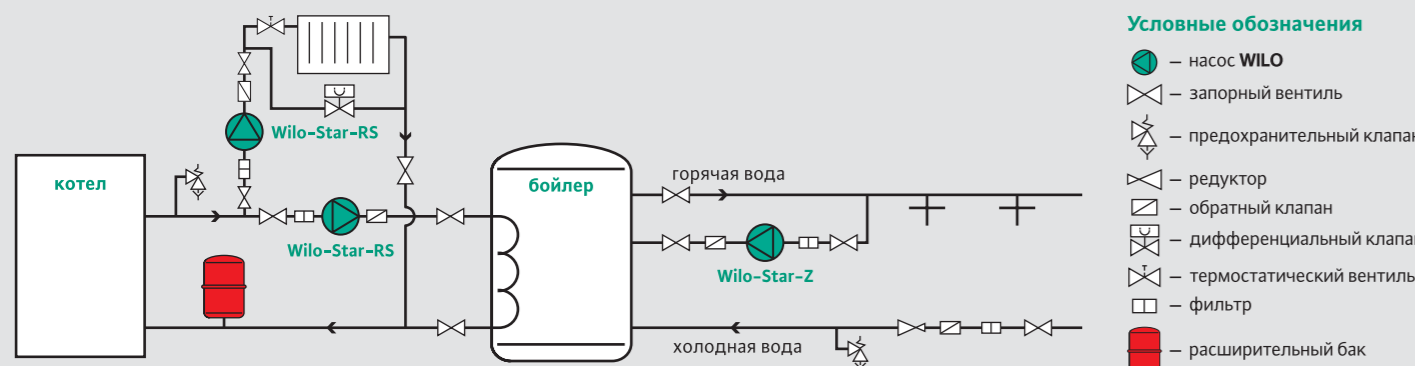 Условные обозначения
– насос WILO
– запорный вентиль
– предохранительный клапан
– редуктор
– обратный клапан
– дифференциальный клапан
– термостатический вентиль
– фильтр
– расширительный бак
Wilo-Star-RS
котел
бойлер
горячая вода
Wilo-Star-RS
Wilo-Star-Z
холодная вода